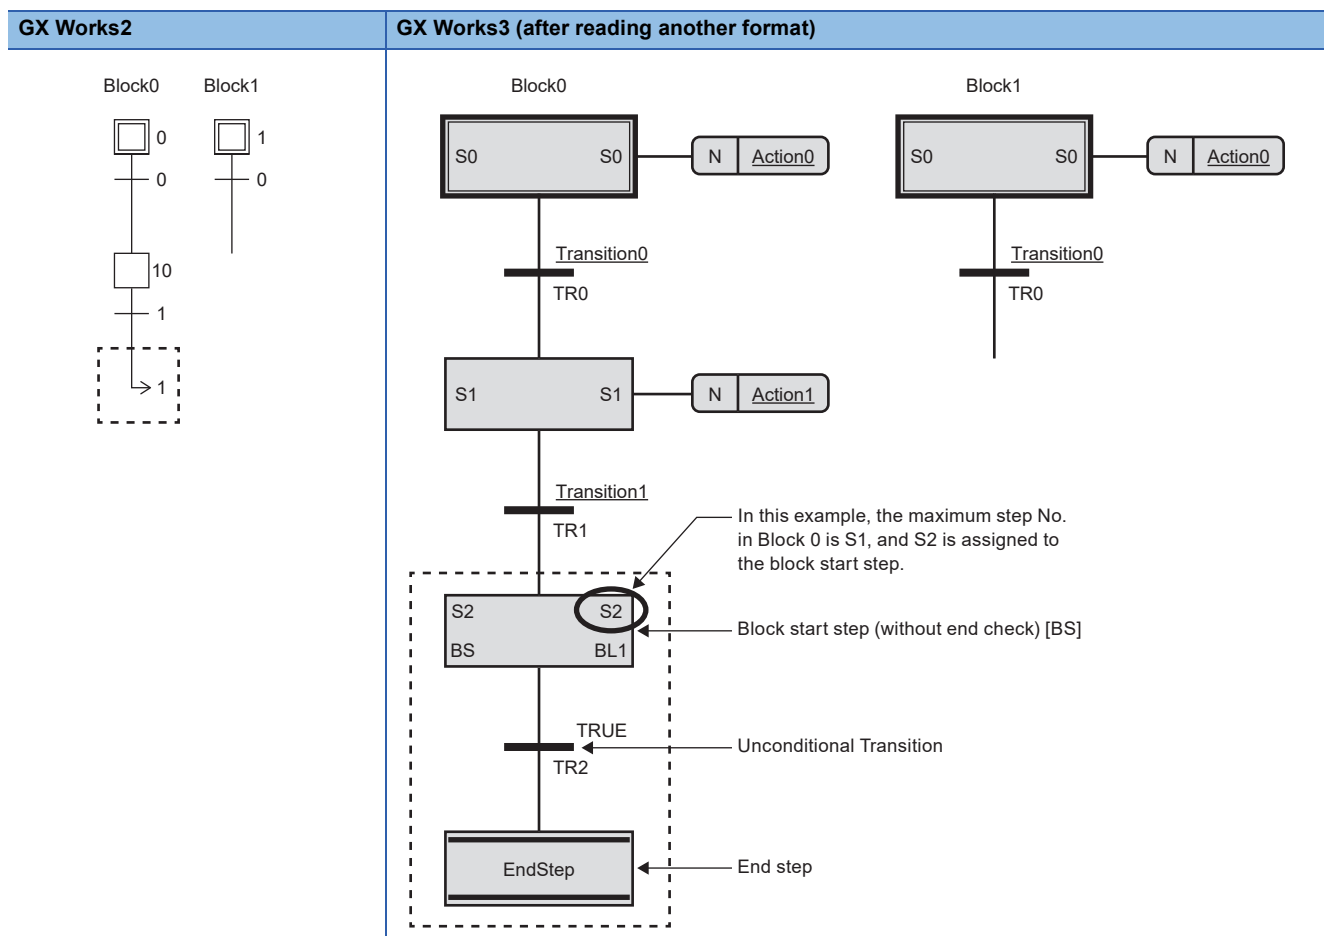 GX Works2
GX Works3 (after reading another format)
Block0 Block1
0 1
0 0
10
1
1
Block0 Block1
S0 S0 N Action0
S0 S0 N Action0
Transition0
TR0
Transition0
TR0
S1 S1 N Action1
Transition1
TR1
In this example, the maximum step No.
in Block 0 is S1, and S2 is assigned to
the block start step.
S2 S2
BS BL1
Block start step (without end check) [BS]
TRUE
TR2
Unconditional Transition
EndStep
End step